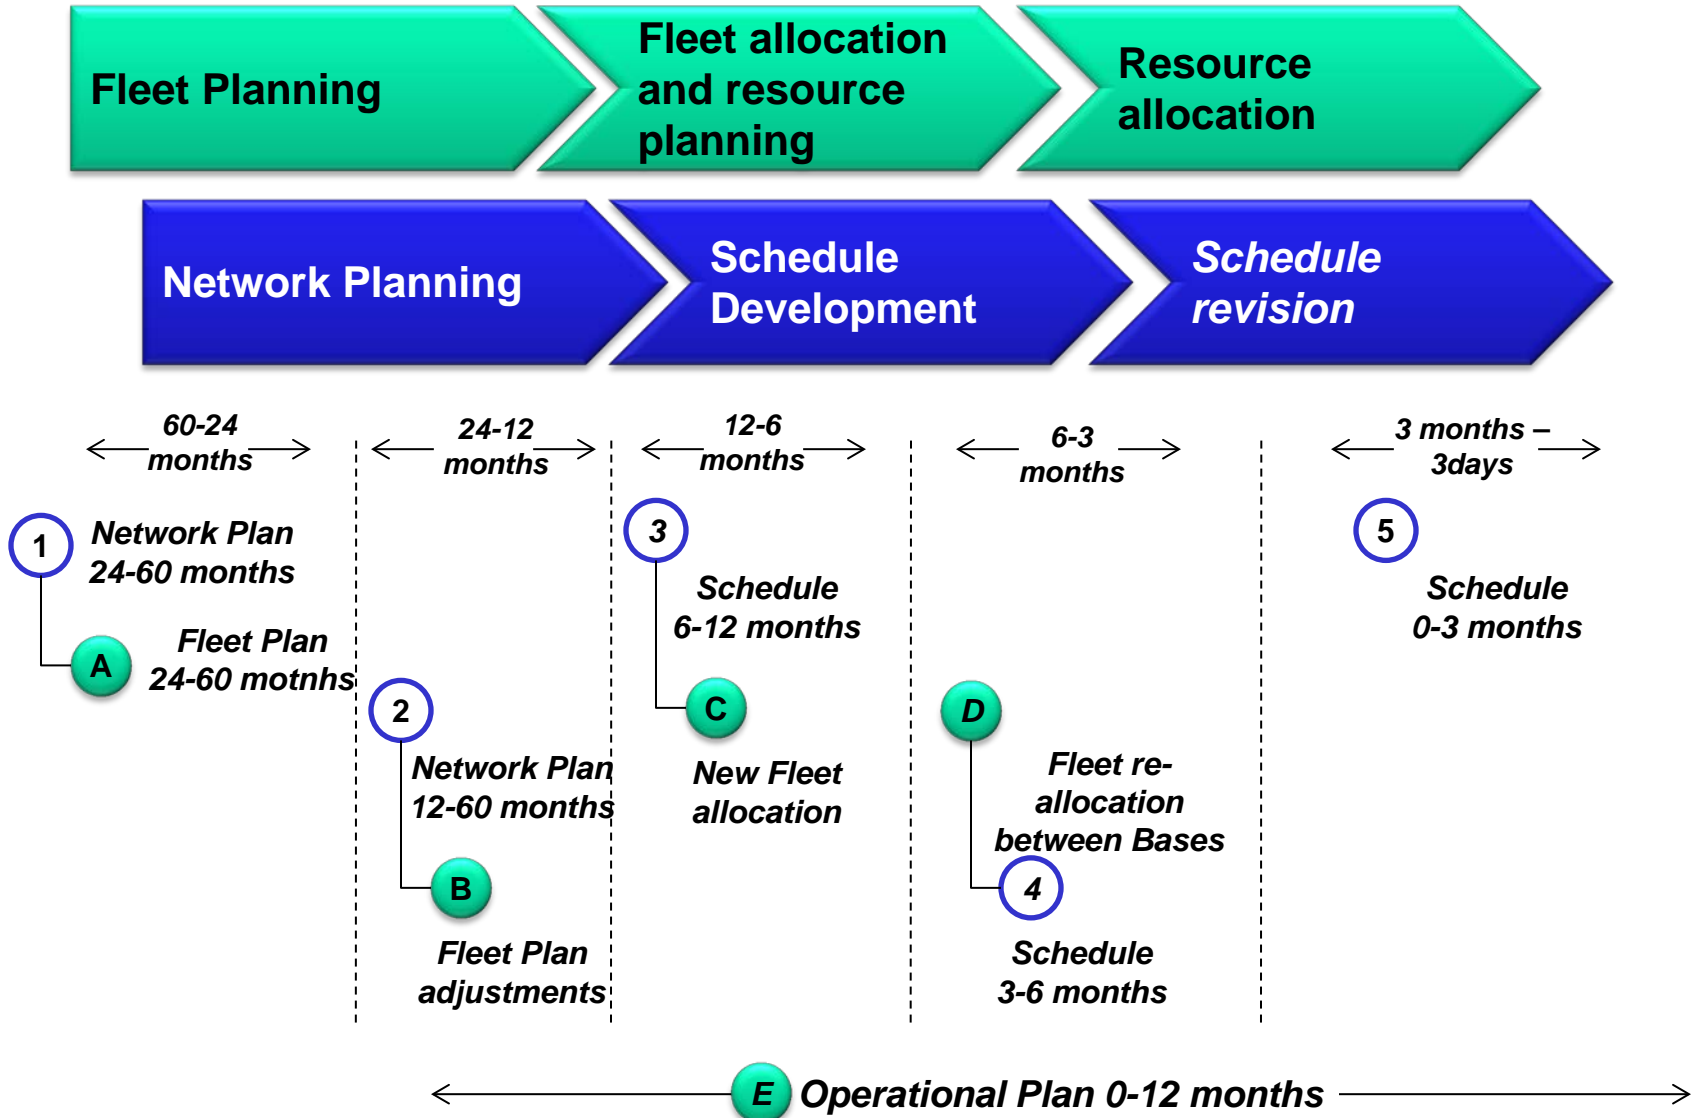 Fleet Planning
Fleet allocation
and resource
planning
Resource
allocation
Network Planning
Schedule
Development
Schedule
revision
60-24
months
24-12
months
12-6
months
6-3
months
3 months –
3days
1
Network Plan
24-60 months
A
Fleet Plan
24-60 motnhs
2
Network Plan
12-60 months
B
Fleet Plan
adjustments
3
Schedule
6-12 months
C
New Fleet
allocation
D
Fleet re-
allocation
between Bases
4
Schedule
3-6 months
5
Schedule
0-3 months
E Operational Plan 0-12 months